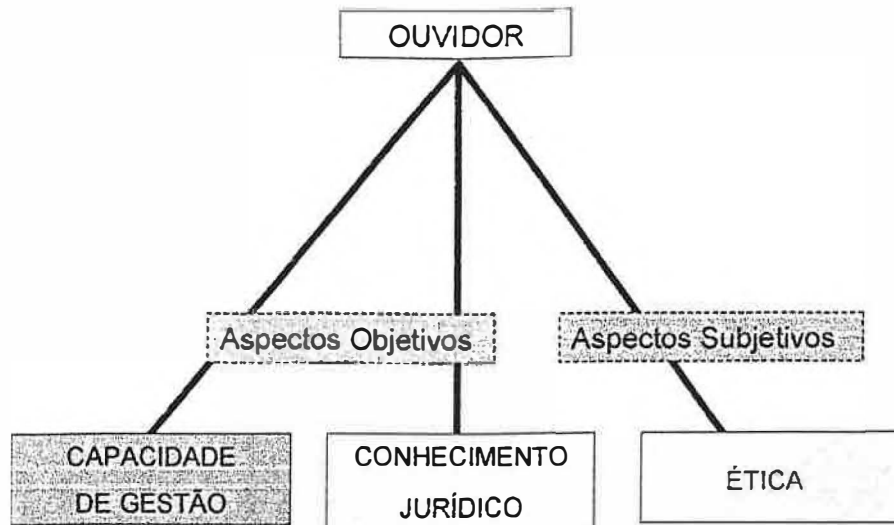 OUVIDOR
Aspectos Objetivos
Aspectos Subjetivos
CAPACIDADE
DE GESTÃO
CONHECIMENTO
JURÍDICO
ÉTICA